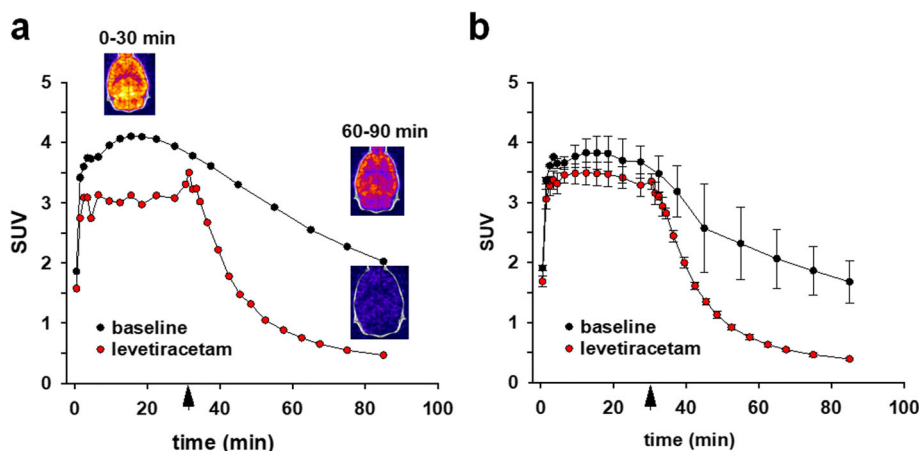 a
0-30 min
60-90 min
5
4
3
2
1
0
SUV
baseline
levetiracetam
0 20 40 60 80 100
time (min)
b
5
4
3
2
1
0
SUV
baseline
levetiracetam
0 20 40 60 80 100
time (min)